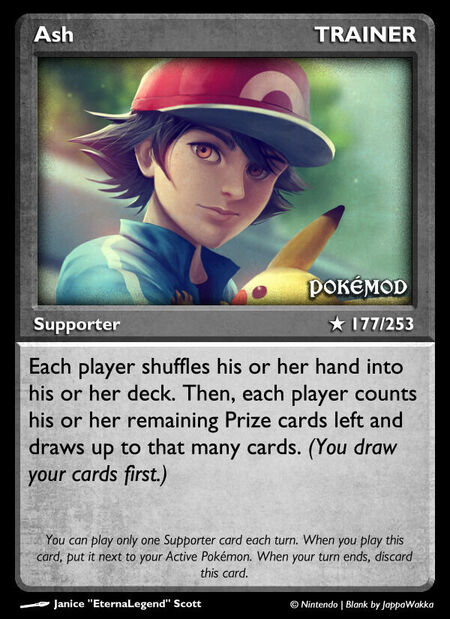 Ash TRAINER
POKÉMOD
Supporter ★ 177/253
Each player shuffles his or her hand into
his or her deck. Then, each player counts
his or her remaining Prize cards left and
draws up to that many cards. (You draw
your cards first.)
You can play only one Supporter card each turn. When you play this
card, put it next to your Active Pokémon. When your turn ends, discard
this card.
Janice "EternaLegend" Scott © Nintendo | Blank by JappaWakka